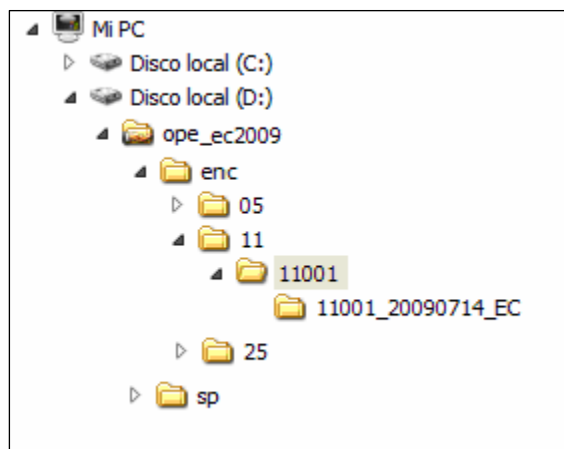 Mi PC
Disco local (C:)
Disco local (D:)
ope_ec2009
enc
05
11
11001
11001_20090714_EC
25
sp